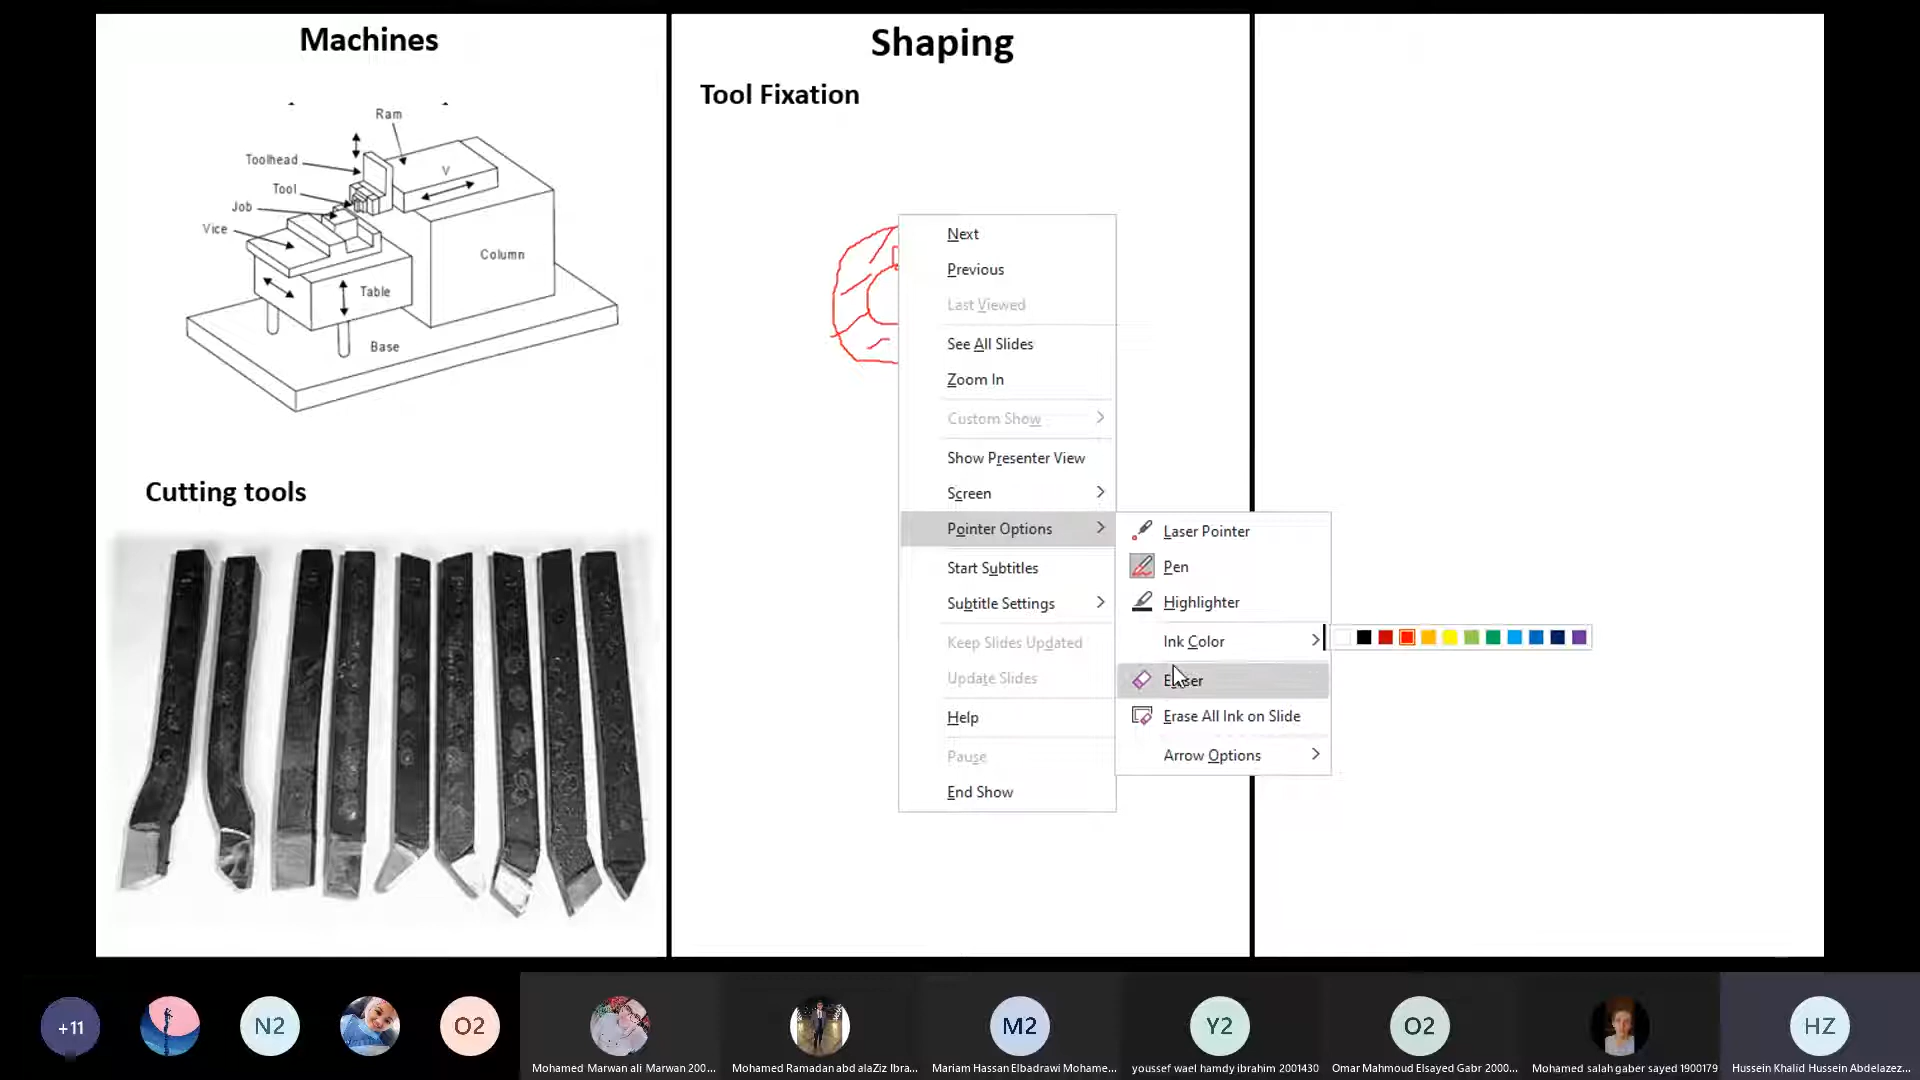 Machines
Ram
Toolhead
V
Tool
Job
Vice
Column
Table
Base
Cutting tools
Shaping
Tool Fixation
Next
Previous
Last Viewed
See All Slides
Zoom In
Custom Show
Show Presenter View
Screen
Pointer Options
Start Subtitles
Subtitle Settings
Keep Slides Updated
Update Slides
Help
Pause
End Show
Laser Pointer
Pen
Highlighter
Ink Color
Eraser
Erase All Ink on Slide
Arrow Options
+11
N2
O2
M2
Y2
O2
HZ
Mohamed Marwan ali Marwan 200...
Mohamed Ramadan abd alaZiz Ibra...
Mariam Hassan Elbadrawi Mohame...
youssef wael hamdy ibrahim 2001430
Omar Mahmoud Elsayed Gabr 2000...
Mohamed salah gaber sayed 1900179
Hussein Khalid Hussein Abdelazez...